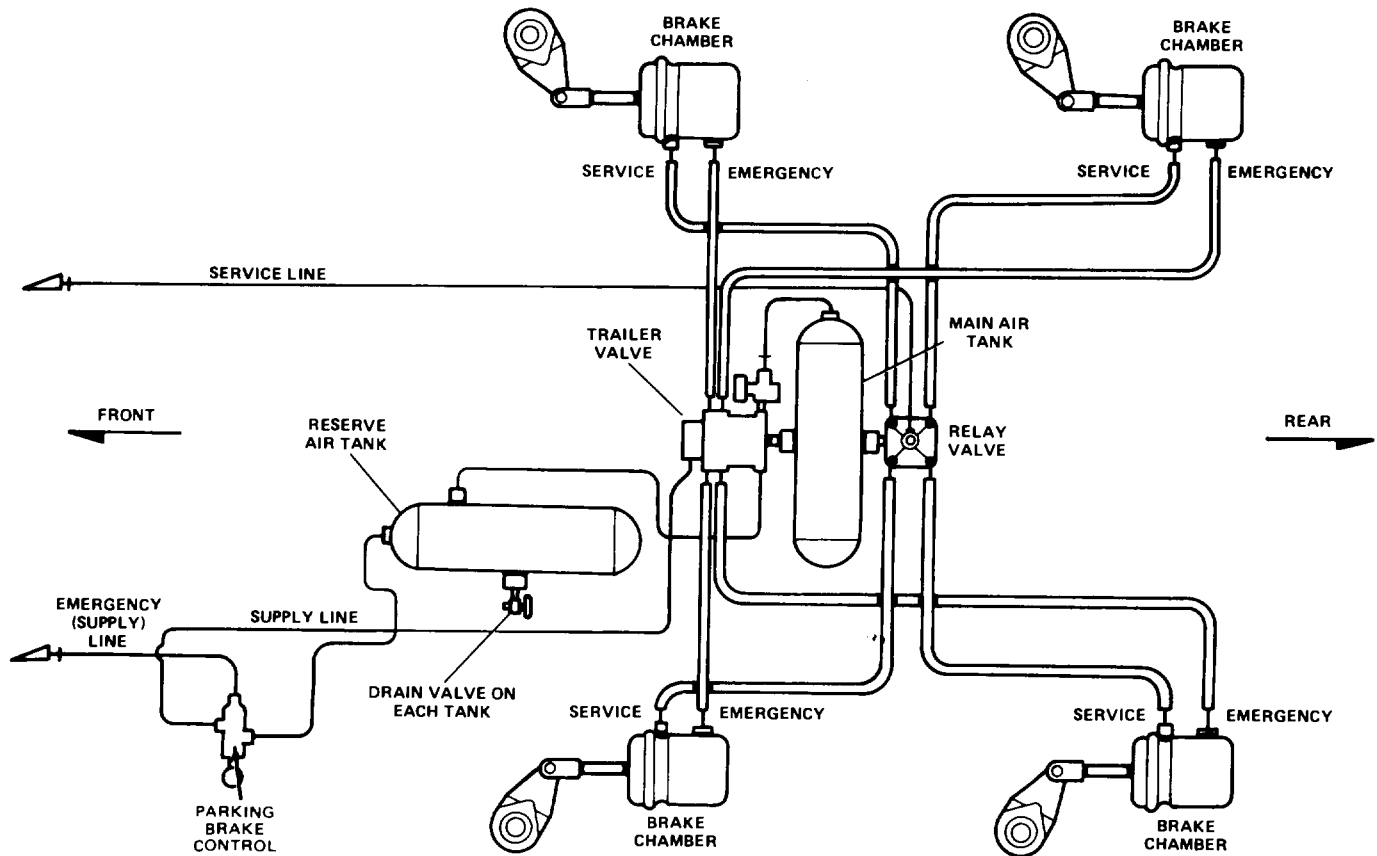 BRAKE
CHAMBER
BRAKE
CHAMBER
SERVICE
EMERGENCY
SERVICE
EMERGENCY
SERVICE LINE
TRAILER
VALVE
MAIN AIR
TANK
FRONT
RESERVE
AIR TANK
RELAY
VALVE
REAR
EMERGENCY
(SUPPLY)
LINE
SUPPLY LINE
DRAIN VALVE ON
EACH TANK
SERVICE
EMERGENCY
SERVICE
EMERGENCY
PARKING
BRAKE
CONTROL
BRAKE
CHAMBER
BRAKE
CHAMBER